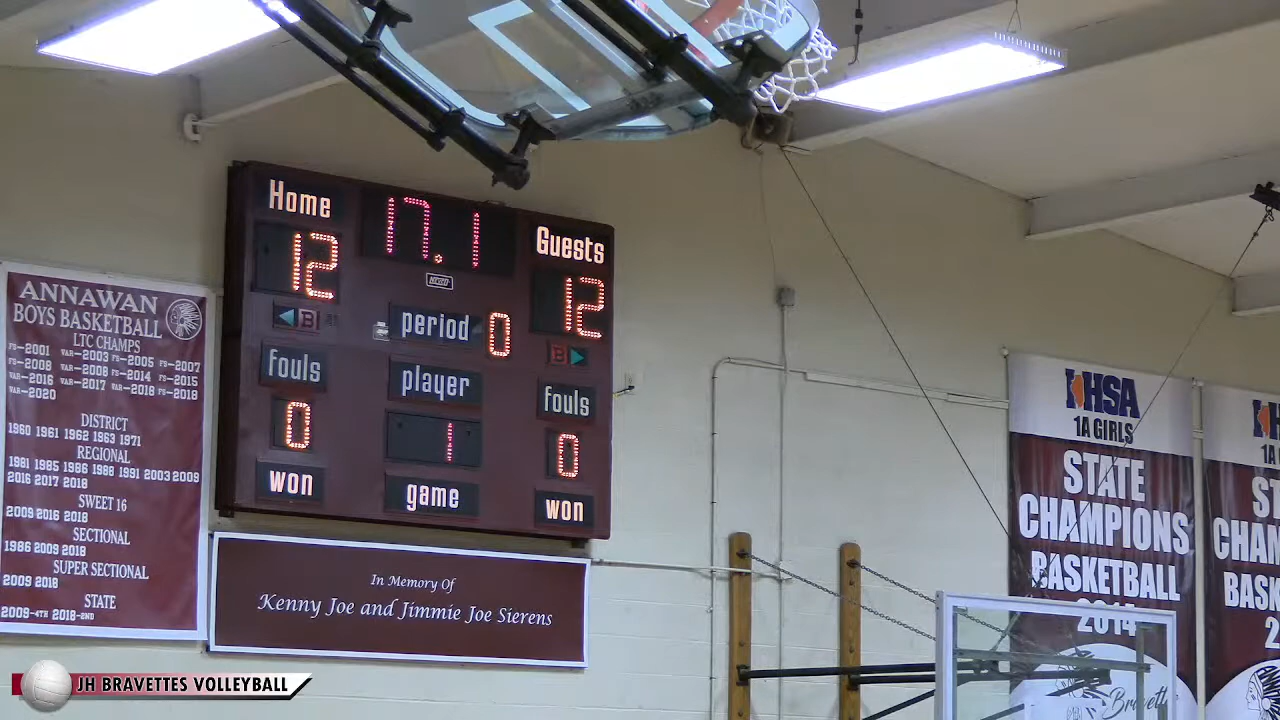 Home
17.1
Guests
12
12
B
period
0
B
fouls
player
fouls
0
1
0
won
game
won
ANNAWAN
BOYS BASKETBALL
LTC CHAMPS
FS-2001 VAR-2003 FS-2005 FS-2007
FS-2008 VAR-2008 FS-2014 FS-2015
VAR-2016 VAR-2017 VAR-2018 FS-2018
VAR-2020
DISTRICT
1960 1961 1962 1963 1971
REGIONAL
1981 1985 1986 1988 1991 2003 2009
2016 2017 2018
SWEET 16
2009 2016 2018
SECTIONAL
1986 2009 2018
SUPER SECTIONAL
2009 2018
STATE
2009-4TH 2018-2ND
In Memory Of
Kenny Joe and Jimmie Joe Sierens
IHSA
1A GIRLS
STATE
CHAMPIONS
BASKETBALL
2014
JH BRAVETTES VOLLEYBALL